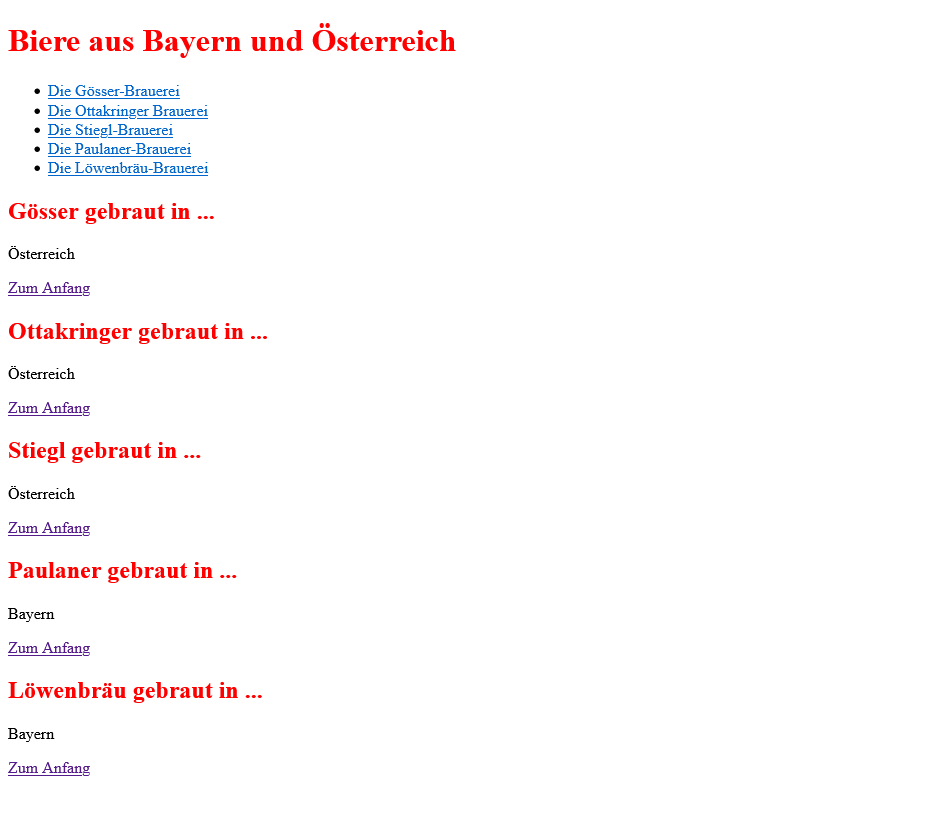 Biere aus Bayern und Österreich
Die Gösser-Brauerei
Die Ottakringer Brauerei
Die Stiegl-Brauerei
Die Paulaner-Brauerei
Die Löwenbräu-Brauerei
Gösser gebraut in ...
Österreich
Zum Anfang
Ottakringer gebraut in ...
Österreich
Zum Anfang
Stiegl gebraut in ...
Österreich
Zum Anfang
Paulaner gebraut in ...
Bayern
Zum Anfang
Löwenbräu gebraut in ...
Bayern
Zum Anfang